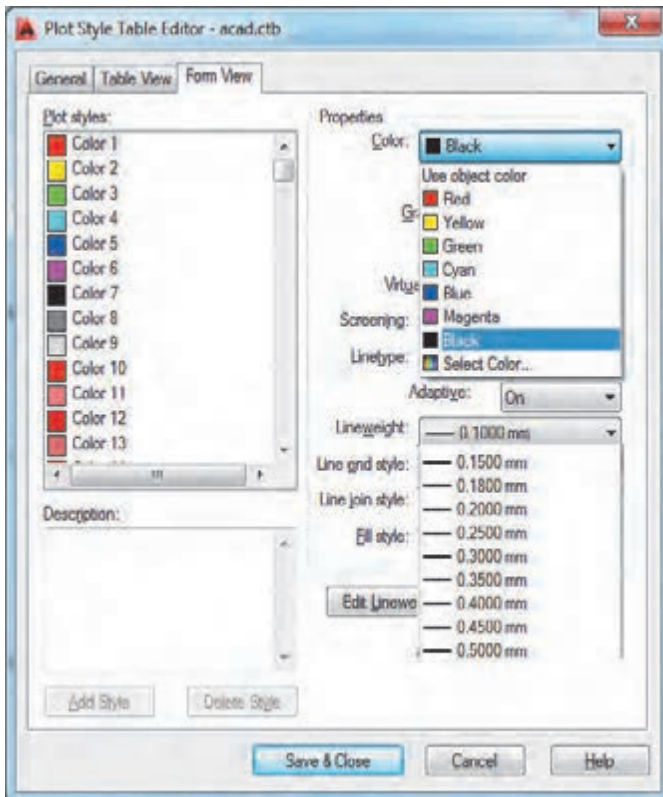 Plot Style Table Editor - acad.ctb
General
Table View
Form View
Plot styles:
Color 1
Color 2
Color 3
Color 4
Color 5
Color 6
Color 7
Color 8
Color 9
Color 10
Color 11
Color 12
Color 13
Description:
Add Style
Delete Style
Properties
Color:
Black
Use object color
Red
Yellow
Green
Cyan
Blue
Magenta
Black
Select Color...
Gr
Virtue
Screening:
Linetype:
Adaptive:
On
Lineweight:
0.1000 mm
0.1500 mm
0.1800 mm
0.2000 mm
0.2500 mm
0.3000 mm
0.3500 mm
0.4000 mm
0.4500 mm
0.5000 mm
Line end style:
Line join style:
Fill style:
Edit Linewe
Save & Close
Cancel
Help